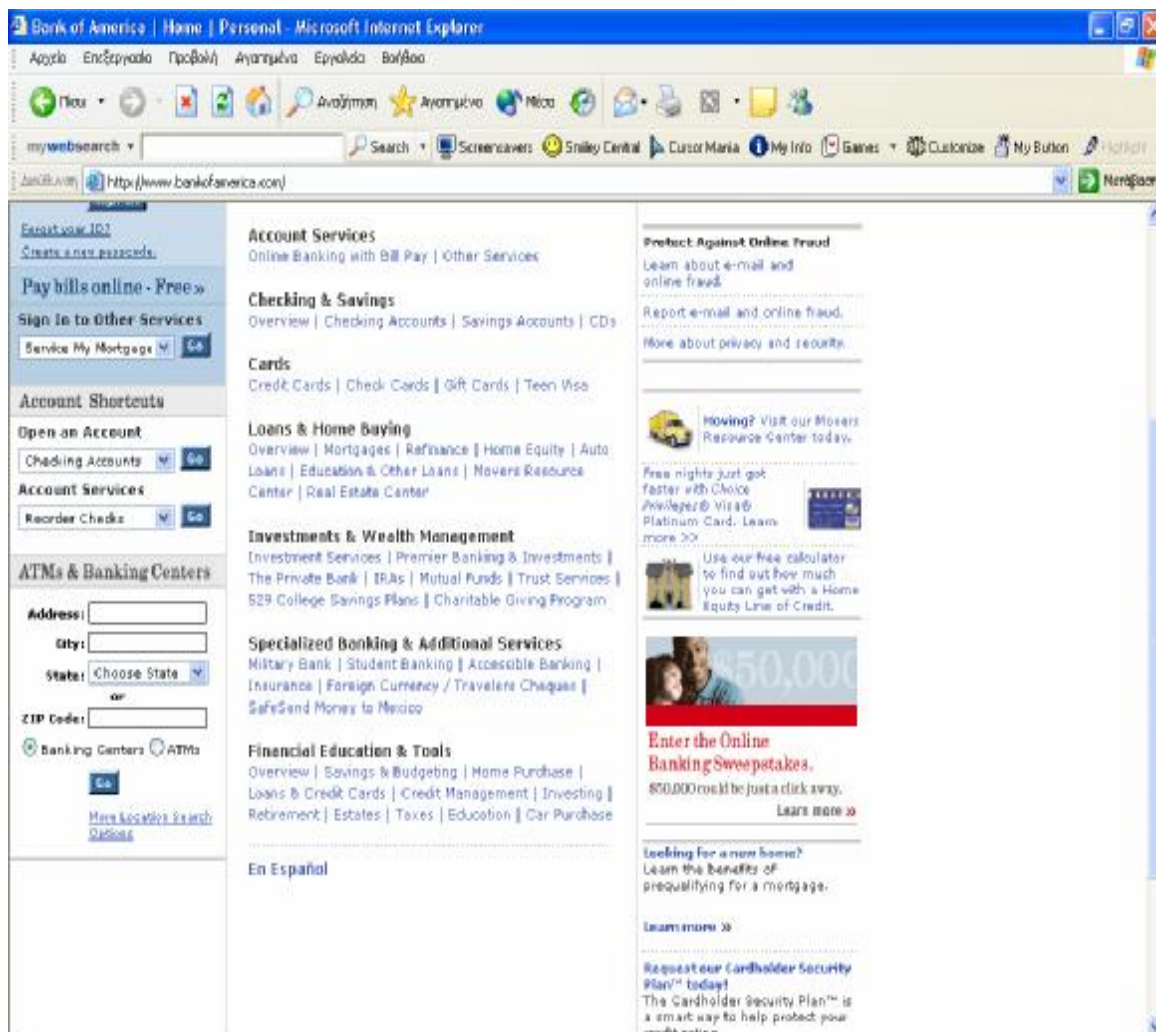 Bank of America | Home | Personal - Microsoft Internet Explorer
Αρχείο Επεξεργασία Προβολή Αγαπημένα Εργαλεία Βοήθεια
Πίσω Αναζήτηση Αγαπημένα Μέσα
mywebsearch Search Screensavers Smiley Central Cursor Mania My Info Games Customize My Button Highlight
Διεύθυνση http://www.bankofamerica.com/ Μετάβαση
Forgot your ID?
Create a new passcode.
Pay bills online - Free »
Sign In to Other Services
Service My Mortgage Go
Account Shortcuts
Open an Account
Checking Accounts Go
Account Services
Reorder Checks Go
ATMs & Banking Centers
Address:
City:
State: Choose State
or
ZIP Code:
Banking Centers ATMs
Go
More Location Search
Options
Account Services
Online Banking with Bill Pay | Other Services
Checking & Savings
Overview | Checking Accounts | Savings Accounts | CDs
Cards
Credit Cards | Check Cards | Gift Cards | Teen Visa
Loans & Home Buying
Overview | Mortgages | Refinance | Home Equity | Auto
Loans | Education & Other Loans | Movers Resource
Center | Real Estate Center
Investments & Wealth Management
Investment Services | Premier Banking & Investments |
The Private Bank | IRAs | Mutual Funds | Trust Services |
529 College Savings Plans | Charitable Giving Program
Specialized Banking & Additional Services
Military Bank | Student Banking | Accessible Banking |
Insurance | Foreign Currency / Travelers Cheques |
SafeSend Money to Mexico
Financial Education & Tools
Overview | Savings & Budgeting | Home Purchase |
Loans & Credit Cards | Credit Management | Investing |
Retirement | Estates | Taxes | Education | Car Purchase
En Español
Protect Against Online Fraud
Learn about e-mail and
online fraud.
Report e-mail and online fraud.
More about privacy and security.
Moving? Visit our Movers
Resource Center today.
Free nights just got
faster with Choice
Privileges® Visa®
Platinum Card. Learn
more >>
Use our free calculator
to find out how much
you can get with a Home
Equity Line of Credit.
$50,000
Enter the Online
Banking Sweepstakes.
$50,000 could be just a click away.
Learn more »
Looking for a new home?
Learn the benefits of
prequalifying for a mortgage.
Learn more »
Request our Cardholder Security
Plan™ today!
The Cardholder Security Plan™ is
a smart way to help protect your
credit rating